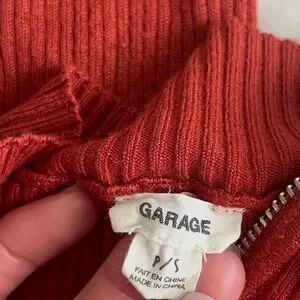 GARAGE
P/S
FAIT EN CHINE
MADE IN CHINA